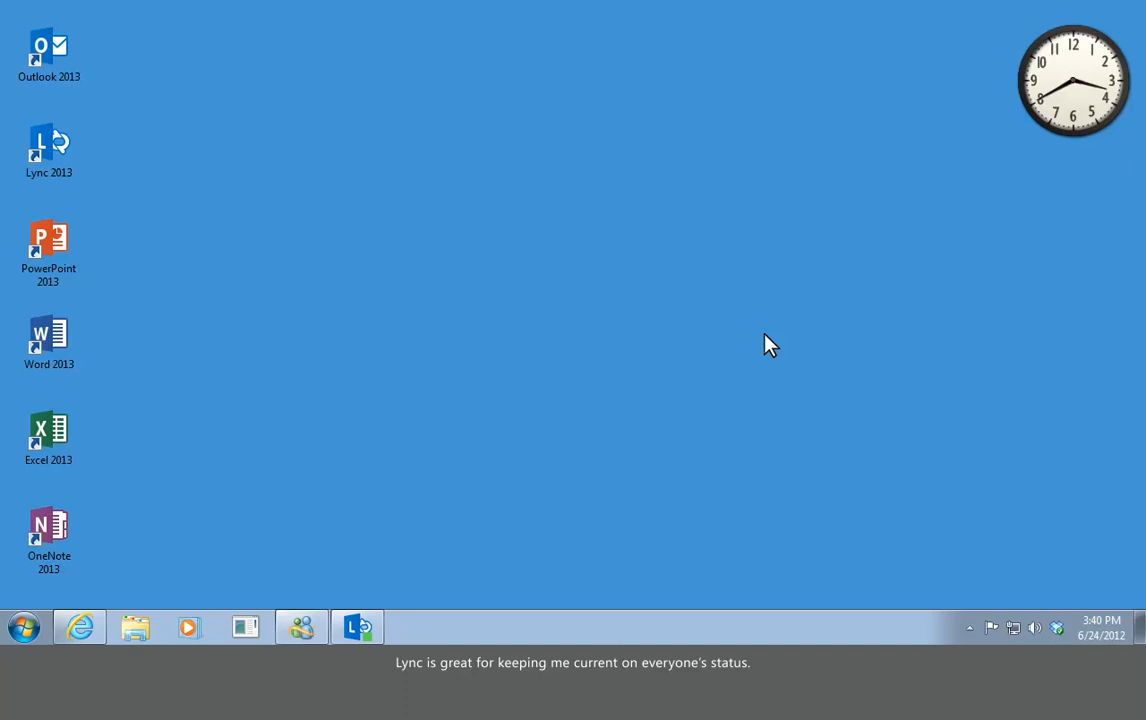 Outlook 2013
Lync 2013
PowerPoint
2013
Word 2013
Excel 2013
OneNote
2013
12
1
2
3
4
5
6
7
8
9
10
11
3:40 PM
6/24/2012
Lync is great for keeping me current on everyone's status.